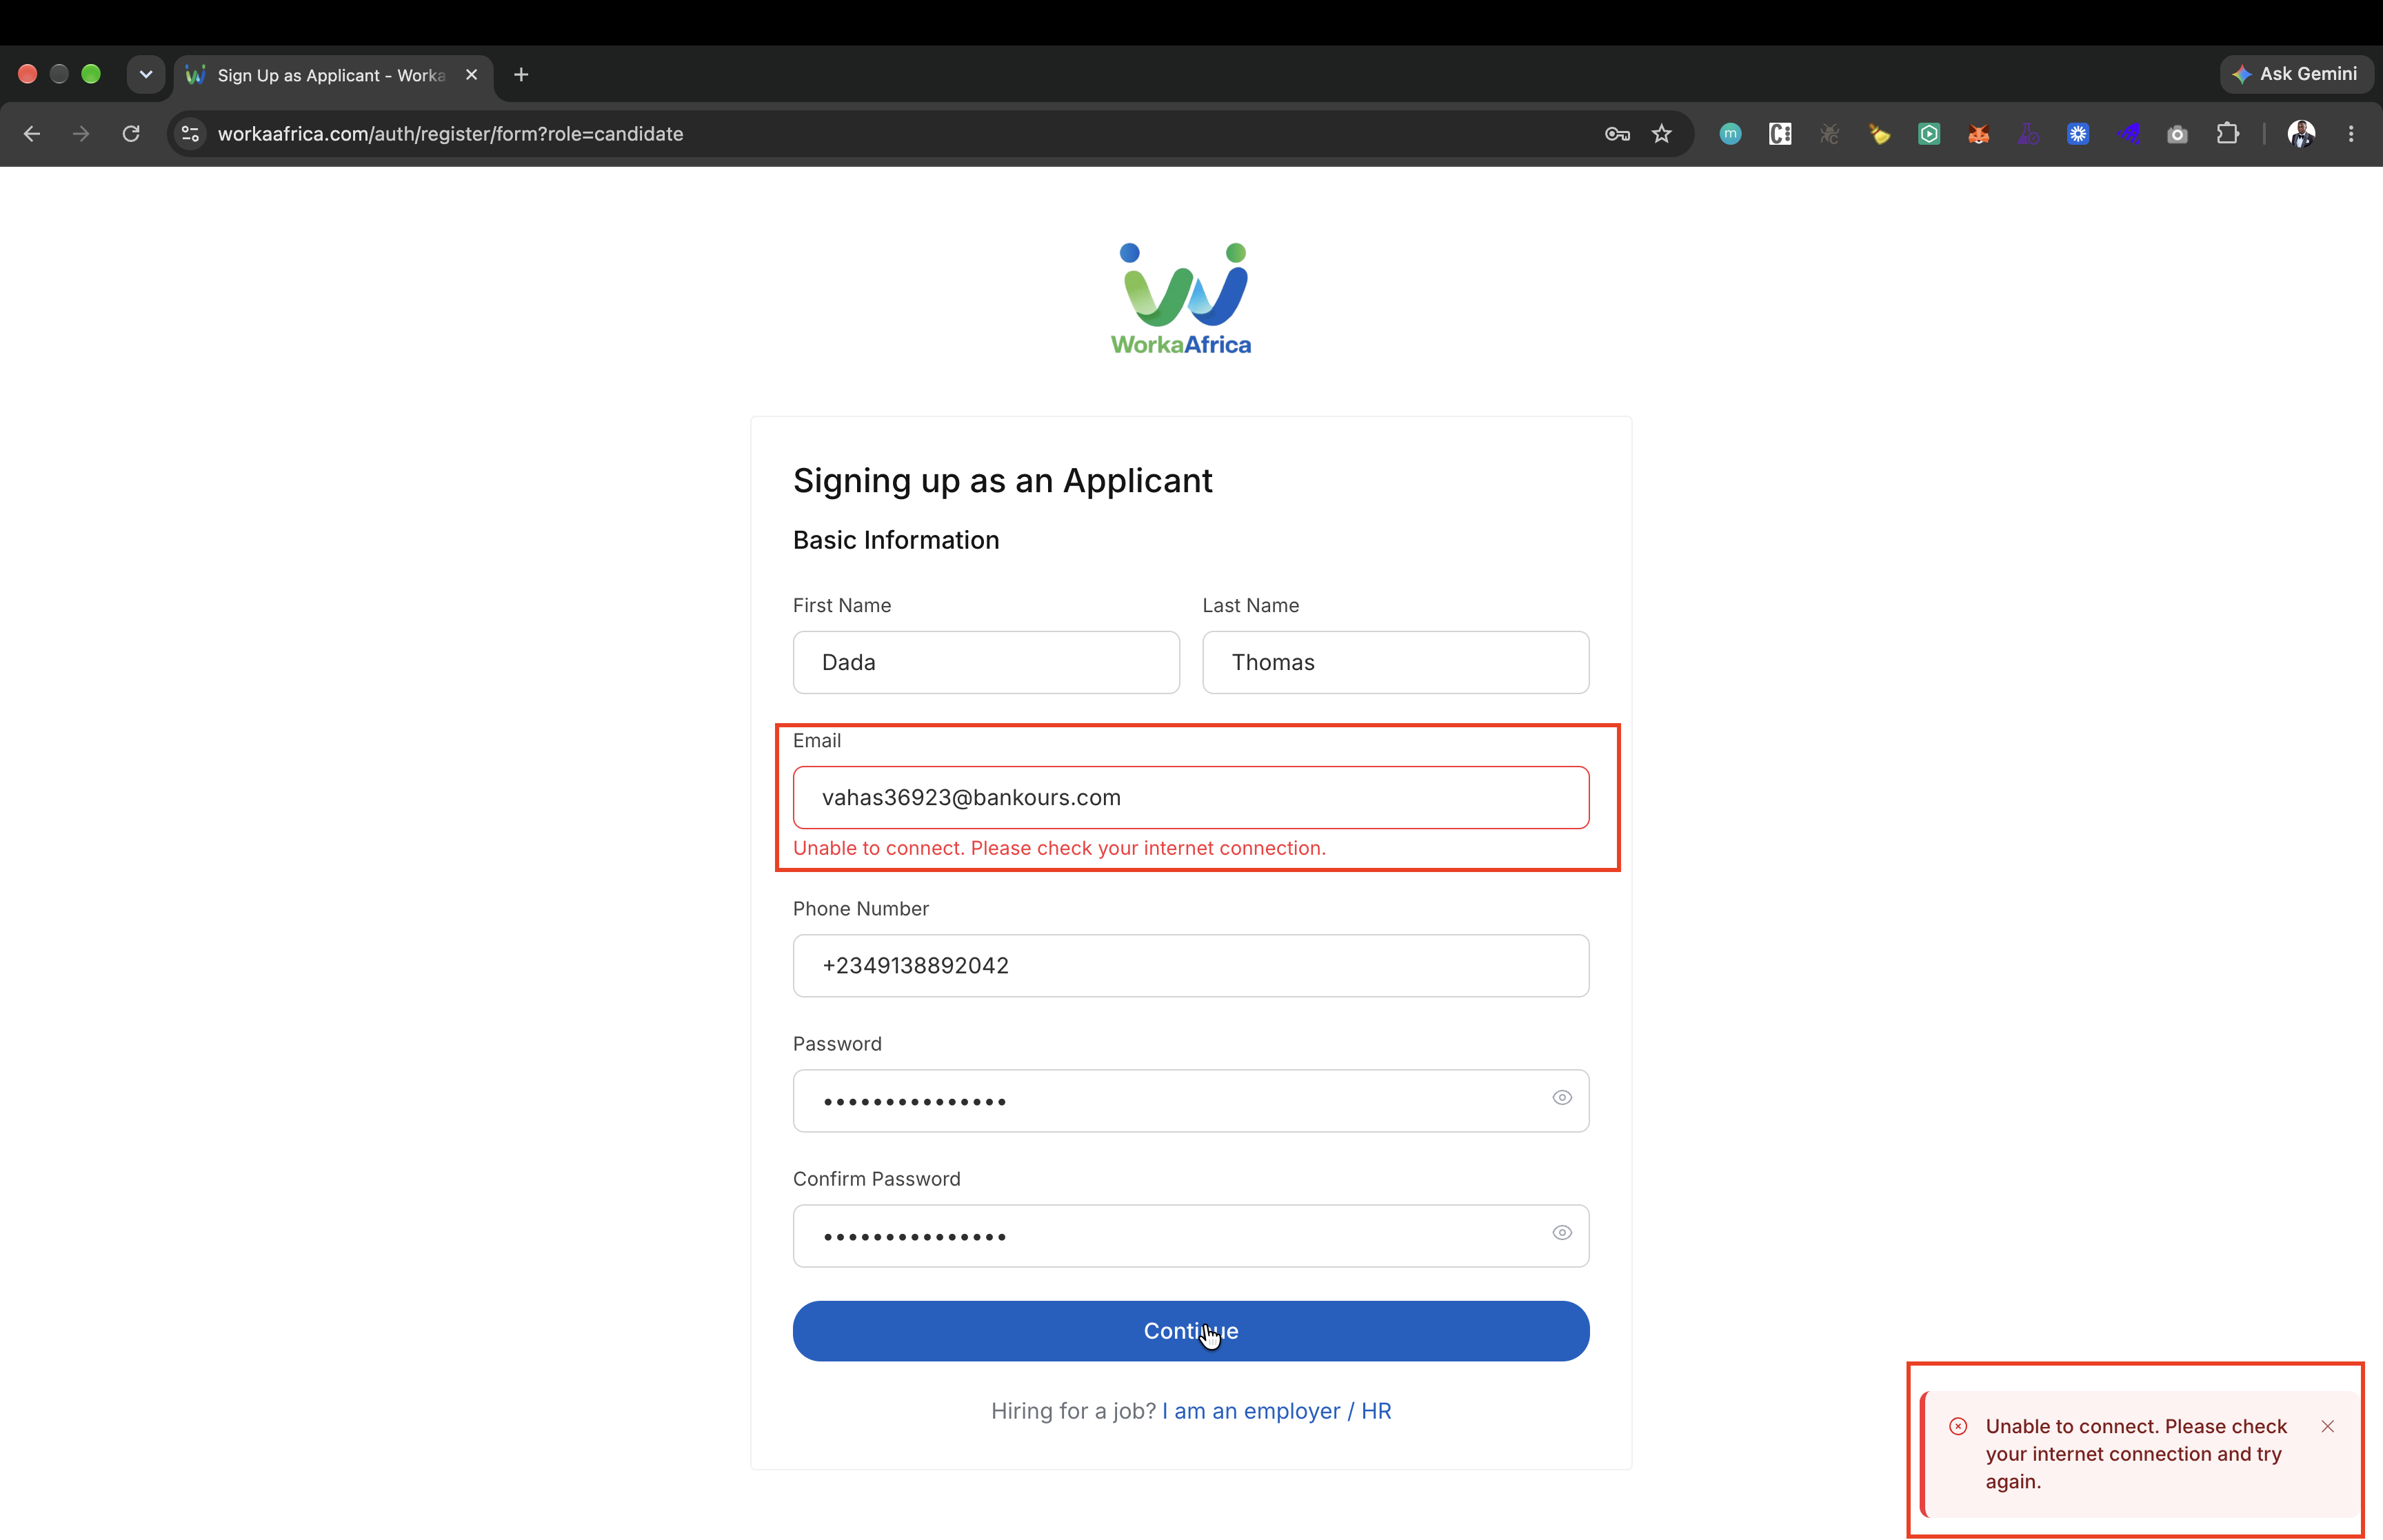 Sign Up as Applicant - Worka
Ask Gemini
workaafrica.com/auth/register/form?role=candidate
m
WorkaAfrica
Signing up as an Applicant
Basic Information
First Name
Last Name
Dada
Thomas
Email
vahas36923@bankours.com
Unable to connect. Please check your internet connection.
Phone Number
+2349138892042
Password
Confirm Password
Continue
Hiring for a job? I am an employer / HR
Unable to connect. Please check
your internet connection and try
again.